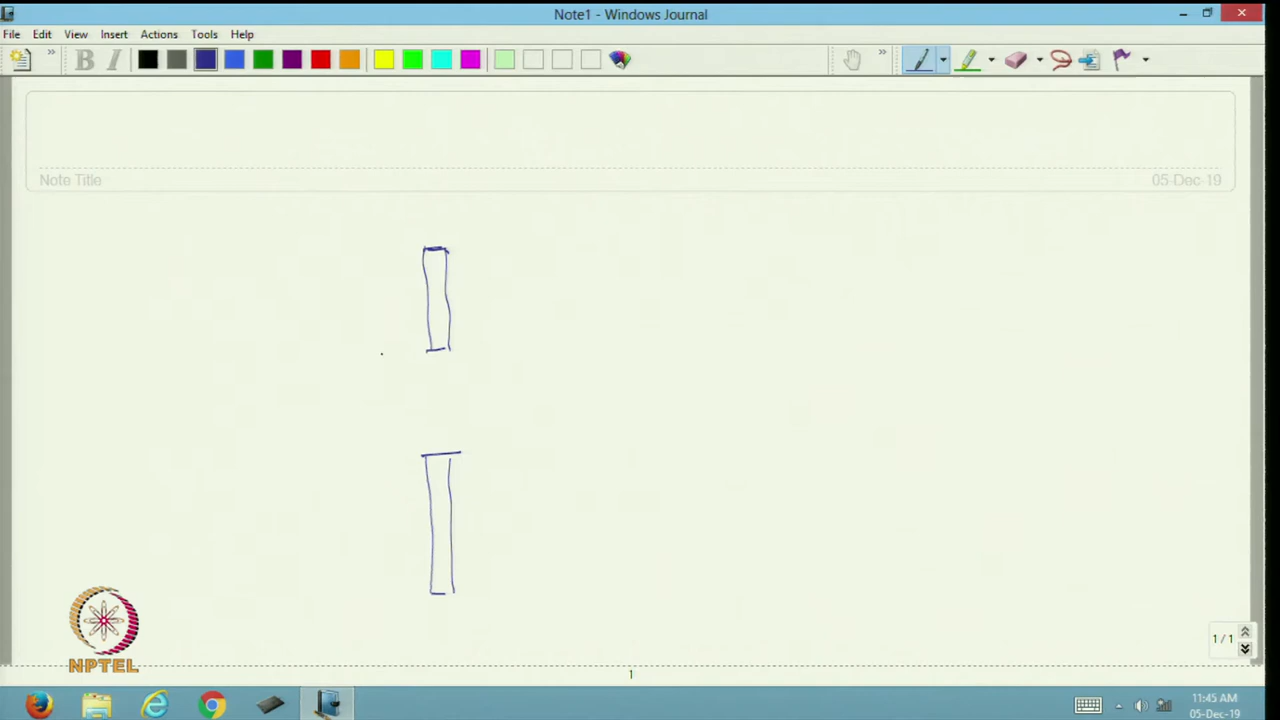 Note1 - Windows Journal
File Edit View Insert Actions Tools Help
B I
Note Title
05-Dec-19
NPTEL
1 / 1
1
11:45 AM
05-Dec-19